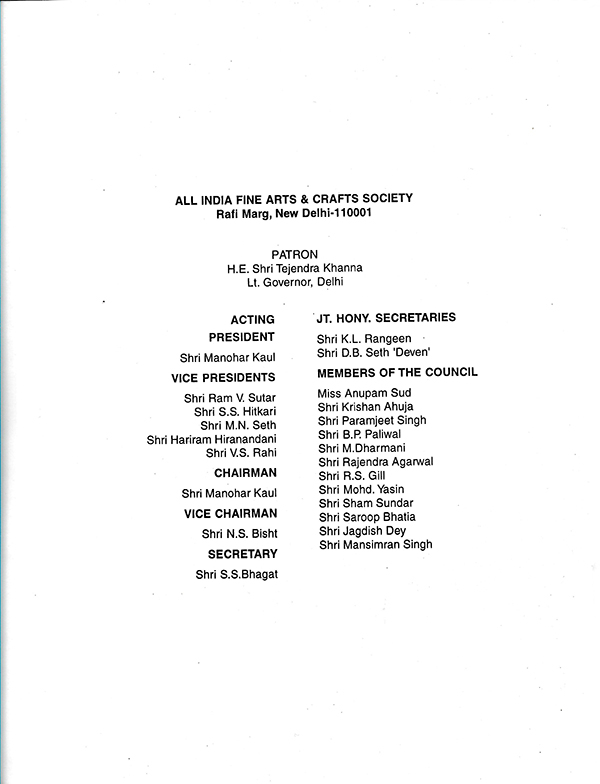 ALL INDIA FINE ARTS & CRAFTS SOCIETY
Rafi Marg, New Delhi-110001
PATRON
H.E. Shri Tejendra Khanna
Lt. Governor, Delhi
ACTING
PRESIDENT
Shri Manohar Kaul
VICE PRESIDENTS
Shri Ram V. Sutar
Shri S.S. Hitkari
Shri M.N. Seth
Shri Hariram Hiranandani
Shri V.S. Rahi
CHAIRMAN
Shri Manohar Kaul
VICE CHAIRMAN
Shri N.S. Bisht
SECRETARY
Shri S.S.Bhagat
JT. HONY. SECRETARIES
Shri K.L. Rangeen
Shri D.B. Seth 'Deven'
MEMBERS OF THE COUNCIL
Miss Anupam Sud
Shri Krishan Ahuja
Shri Paramjeet Singh
Shri B.P. Paliwal
Shri M.Dharmani
Shri Rajendra Agarwal
Shri R.S. Gill
Shri Mohd. Yasin
Shri Sham Sundar
Shri Saroop Bhatia
Shri Jagdish Dey
Shri Mansimran Singh